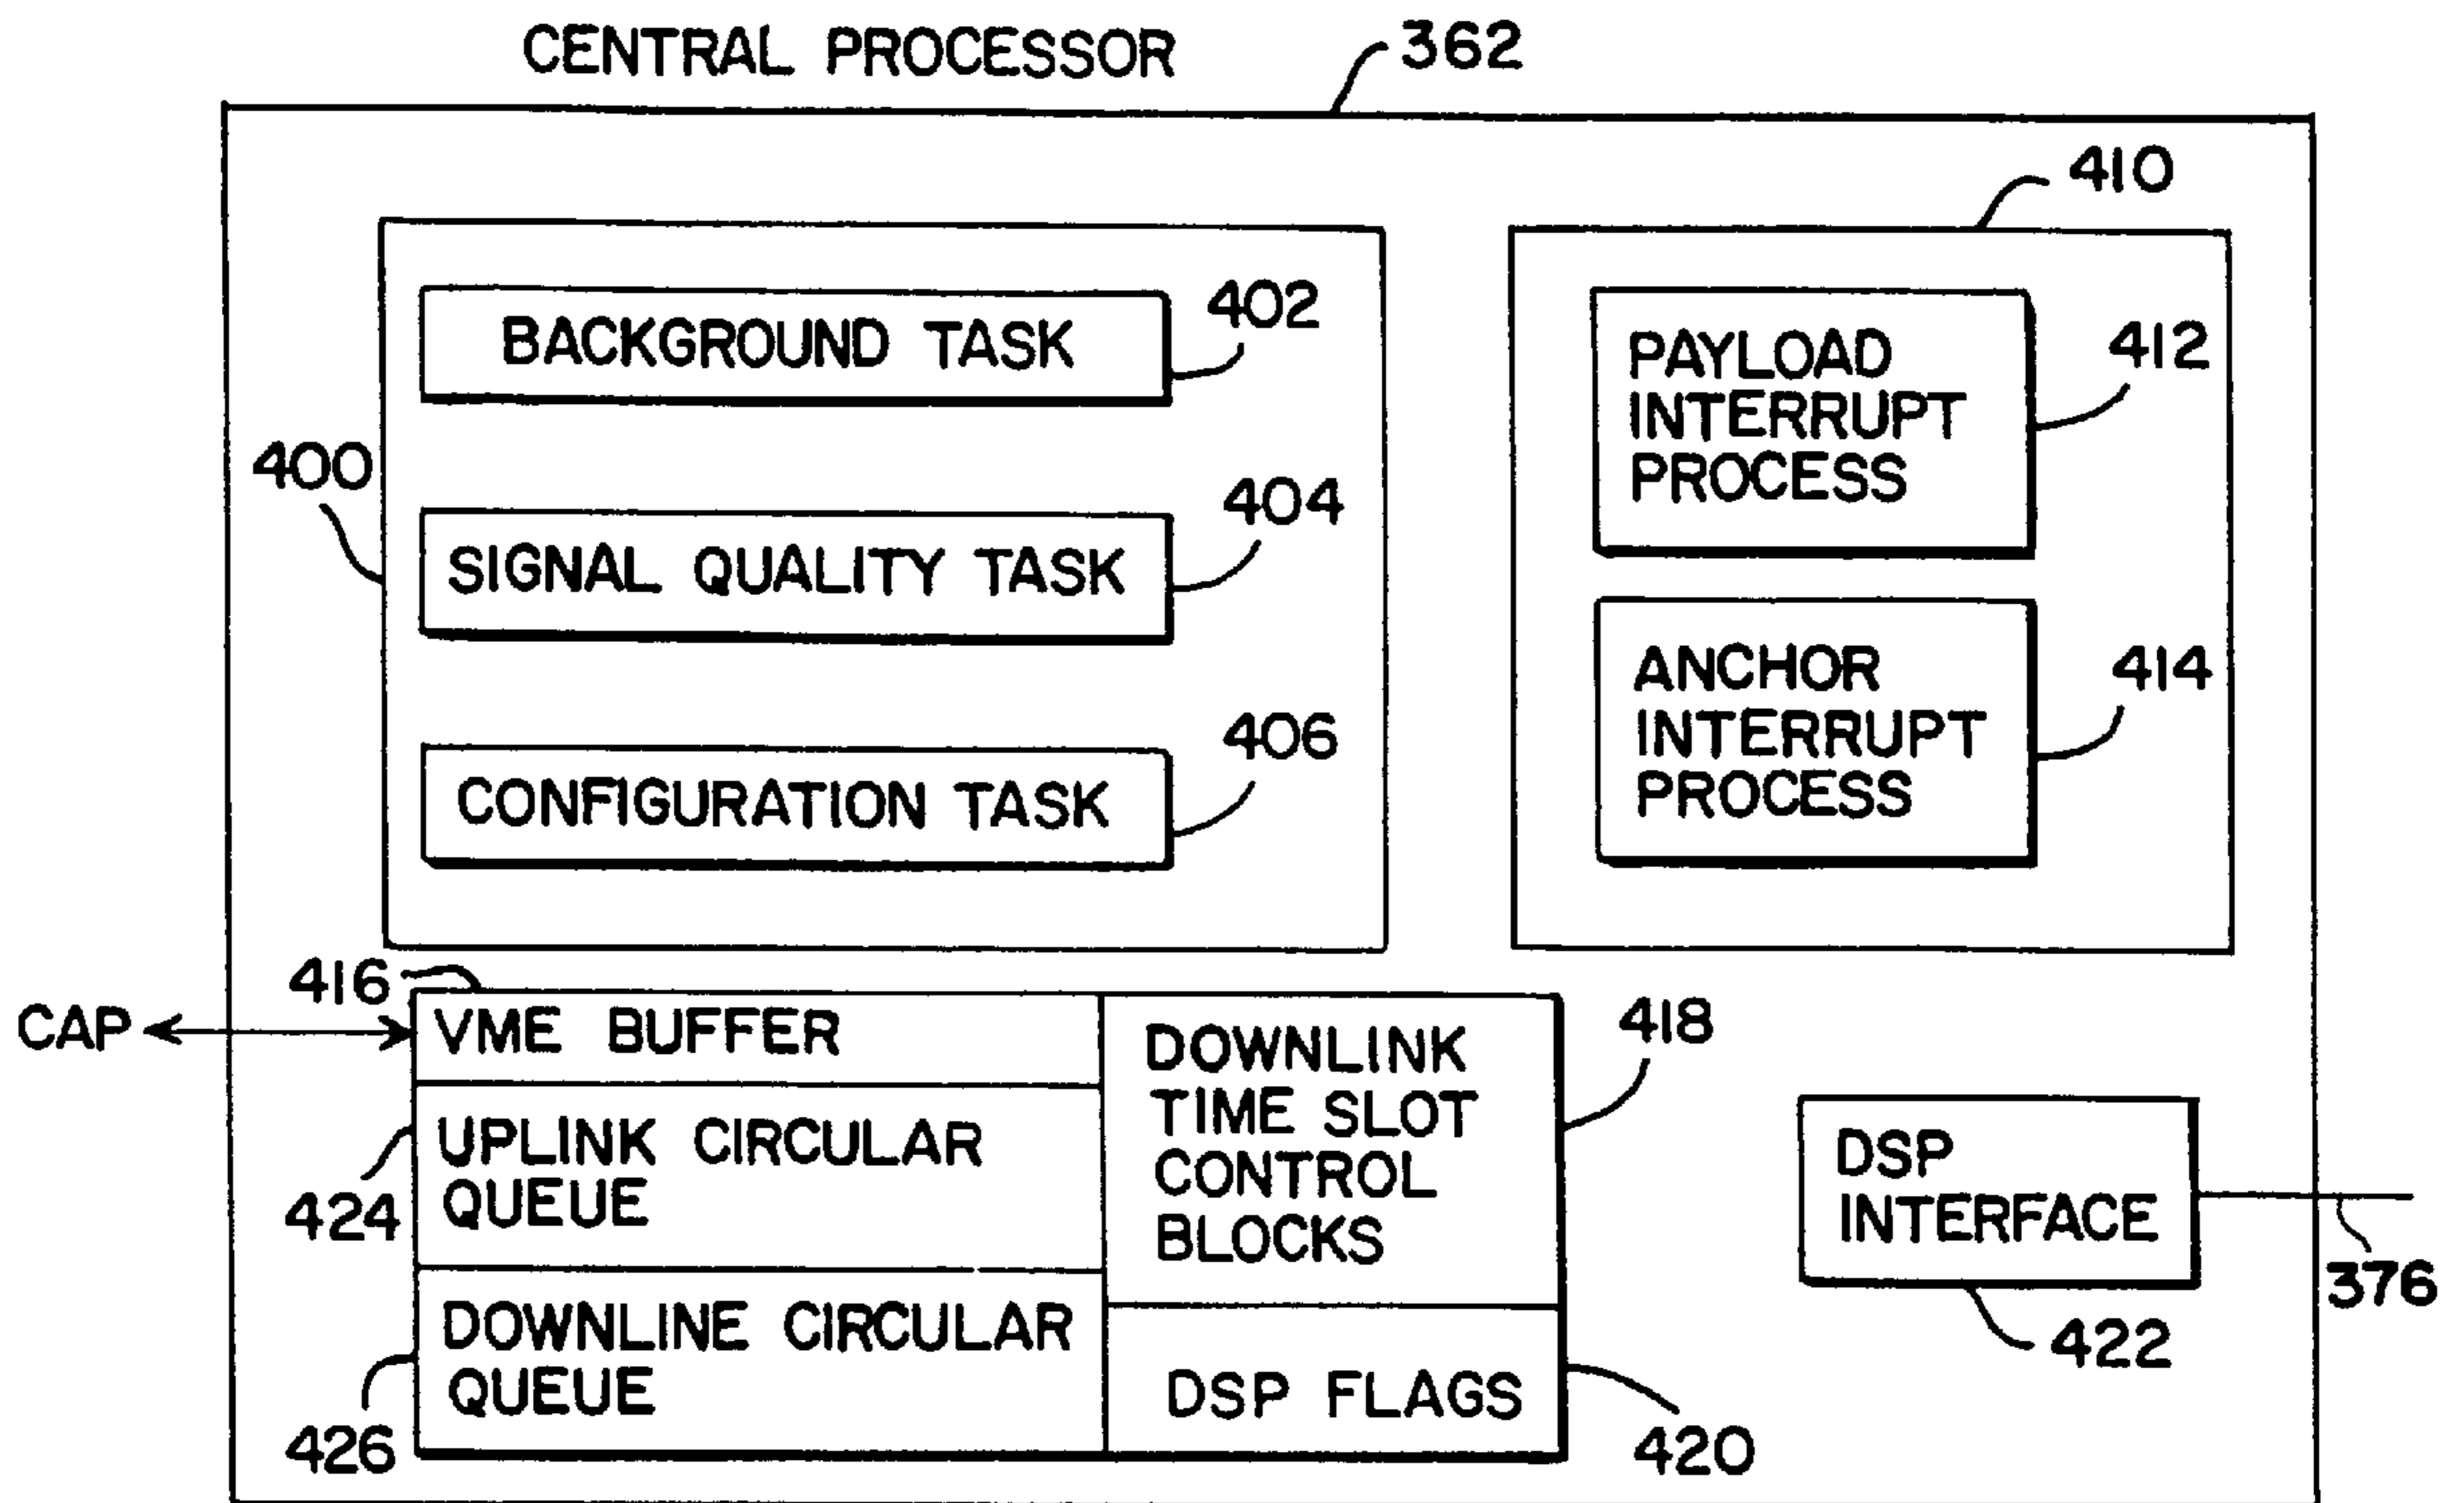 CENTRAL PROCESSOR
362
410
BACKGROUND TASK
402
PAYLOAD
INTERRUPT
PROCESS
412
400
SIGNAL QUALITY TASK
404
ANCHOR
INTERRUPT
PROCESS
414
CONFIGURATION TASK
406
416
CAP
VME BUFFER
DOWNLINK
TIME SLOT
CONTROL
BLOCKS
418
UPLINK CIRCULAR
QUEUE
424
DSP
INTERFACE
376
422
DOWNLINE CIRCULAR
QUEUE
426
DSP FLAGS
420